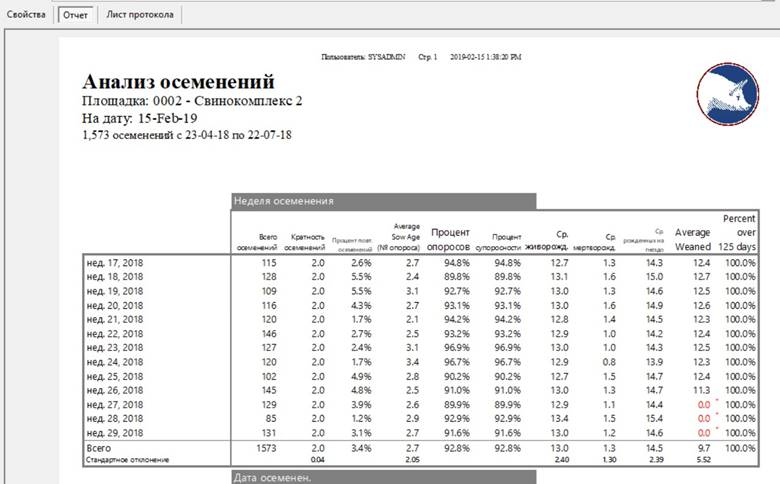 Свойства Отчет Лист протокола
Пользователь: SYSADMIN Стр. 1 2019-02-15 1:38:20 PM
Анализ осеменений
Площадка: 0002 - Свинокомплекс 2
На дату: 15-Feb-19
1,573 осеменений с 23-04-18 по 22-07-18
Неделя осеменения
Всего осеменений Кратность осеменений Процент повт. осеменений Average Sow Age (№ опороса) Процент опоросов Процент супоросности Ср. живорожд. Ср. мертворожд. Ср. рожденных на гнездо Average Weaned Percent over 125 days
нед. 17, 2018 115 2.0 2.6% 2.7 94.8% 94.8% 12.7 1.3 14.3 12.4 100.0%
нед. 18, 2018 128 2.0 5.5% 2.4 89.8% 89.8% 13.1 1.6 15.0 12.7 100.0%
нед. 19, 2018 109 2.0 5.5% 3.1 92.7% 92.7% 13.0 1.3 14.6 12.5 100.0%
нед. 20, 2018 116 2.0 4.3% 2.7 93.1% 93.1% 13.0 1.6 14.9 12.6 100.0%
нед. 21, 2018 120 2.0 1.7% 2.1 94.2% 94.2% 12.8 1.4 14.5 12.3 100.0%
нед. 22, 2018 146 2.0 2.7% 2.5 93.2% 93.2% 12.9 1.0 14.2 12.4 100.0%
нед. 23, 2018 127 2.0 2.4% 3.1 96.9% 96.9% 13.0 1.0 14.3 12.5 100.0%
нед. 24, 2018 120 2.0 1.7% 3.4 96.7% 96.7% 12.9 0.8 13.9 12.3 100.0%
нед. 25, 2018 102 2.0 4.9% 2.8 90.2% 90.2% 12.7 1.5 14.7 12.4 100.0%
нед. 26, 2018 145 2.0 4.8% 2.5 91.0% 91.0% 13.0 1.3 14.7 11.3 100.0%
нед. 27, 2018 129 2.0 3.9% 2.6 89.9% 89.9% 12.9 1.1 14.4 0.0 * 100.0%
нед. 28, 2018 85 2.0 1.2% 2.9 92.9% 92.9% 13.4 1.5 15.4 0.0 * 100.0%
нед. 29, 2018 131 2.0 3.1% 2.7 91.6% 91.6% 13.0 1.2 14.6 0.0 * 100.0%
Всего 1573 2.0 3.4% 2.7 92.8% 92.8% 13.0 1.3 14.5 9.7 100.0%
Стандартное отклонение 0.04 2.05 2.40 1.30 2.39 5.52
Дата осеменен.